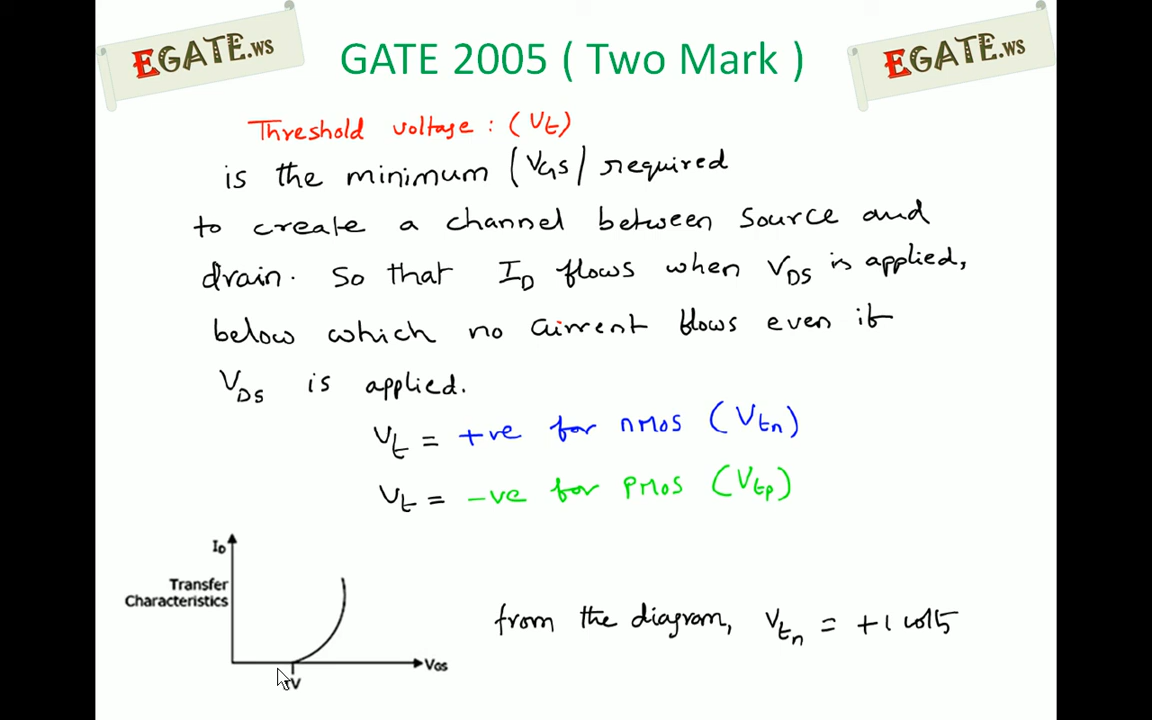 EGATE.ws
GATE 2005 ( Two Mark )
EGATE.ws
Threshold voltage : (Vt)
is the minimum |VGS| required
to create a channel between source and
drain. So that ID flows when VDS is applied,
below which no current flows even if
VDS is applied.
Vt = +ve for nMOS (Vtn)
Vt = -ve for PMOS (Vtp)
ID
Transfer
Characteristics
VGS
from the diagram, Vtn = +1 volts